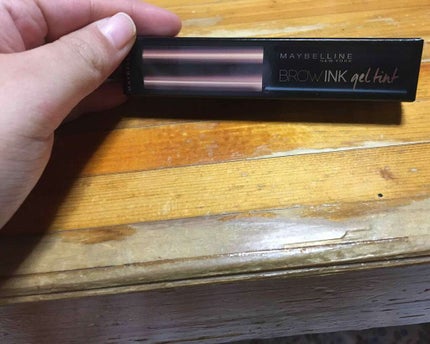 MAYBELLINE
NEW YORK
BROW INK gel tint